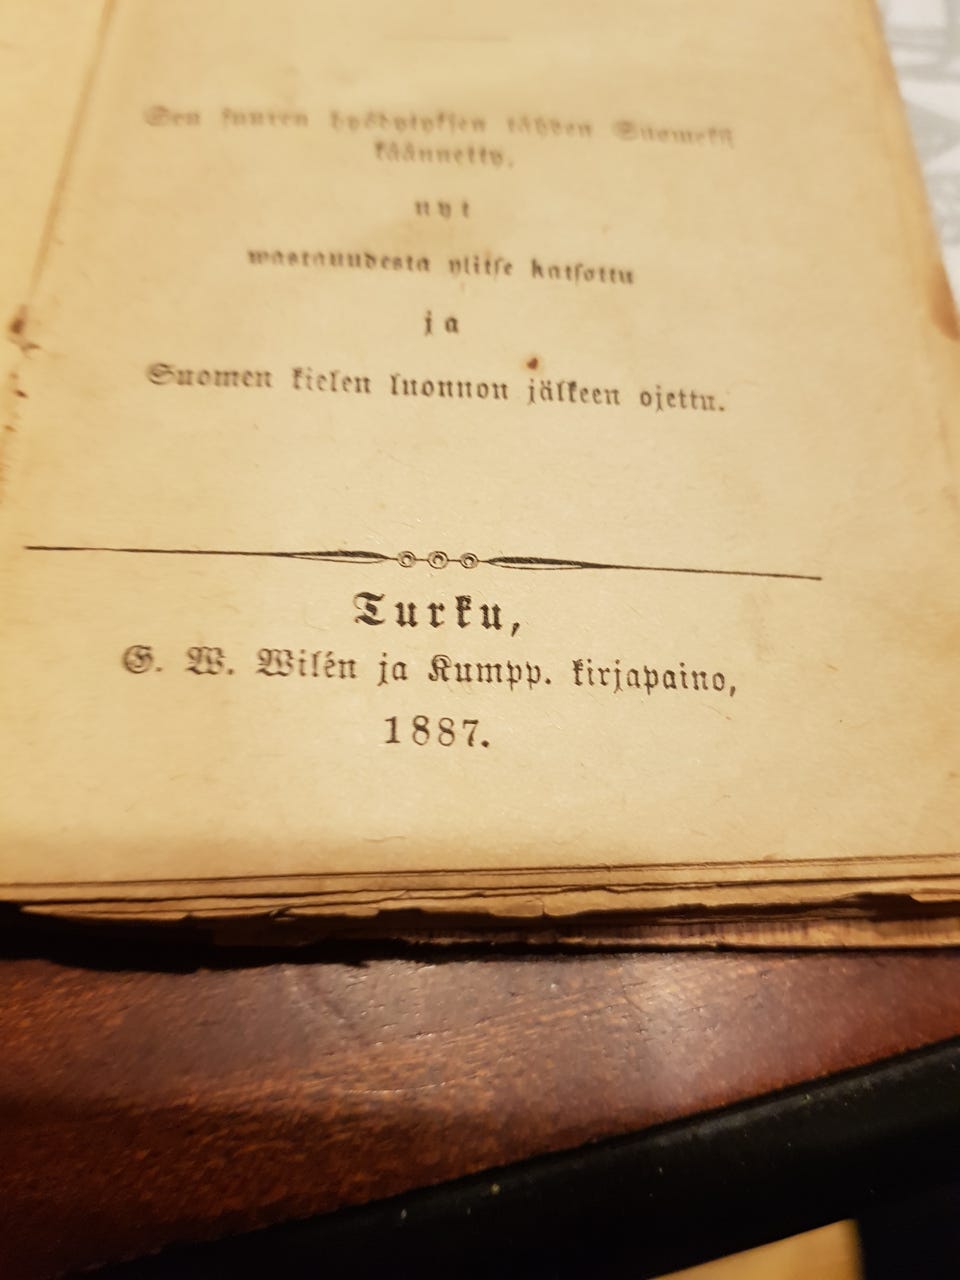 Sen suuren hyödytyksen tähden Suomeksi
käännetty,
nyt
wastauudesta ylitse katsottu
ja
Suomen kielen luonnon jälkeen ojettu.
Turku,
G. W. Wilén ja Kumpp. kirjapaino,
1887.